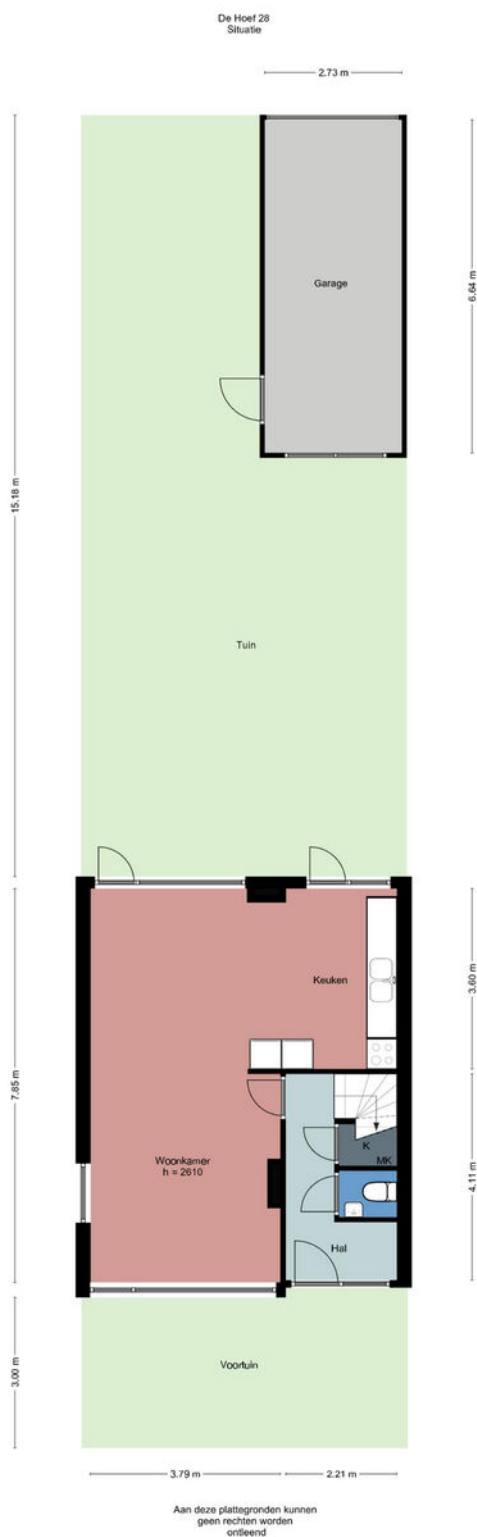 De Hoef 28
Situatie
2.73 m
Garage
6.64 m
15.18 m
Tuin
Keuken
3.60 m
7.85 m
K
MK
Woonkamer
h = 2610
4.11 m
Hal
Voortuin
3.00 m
3.79 m
2.21 m
Aan deze plattegronden kunnen
geen rechten worden
ontleend